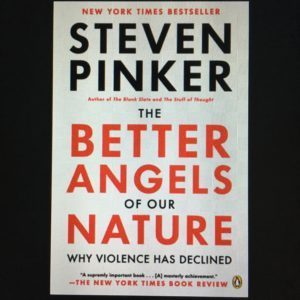 NEW YORK TIMES BESTSELLER
STEVEN
PINKER
Author of The Blank Slate and The Stuff of Thought
THE
BETTER
ANGELS
OF OUR
NATURE
WHY VIOLENCE HAS DECLINED
"A supremely important book . . . [A] masterly achievement."
—THE NEW YORK TIMES BOOK REVIEW